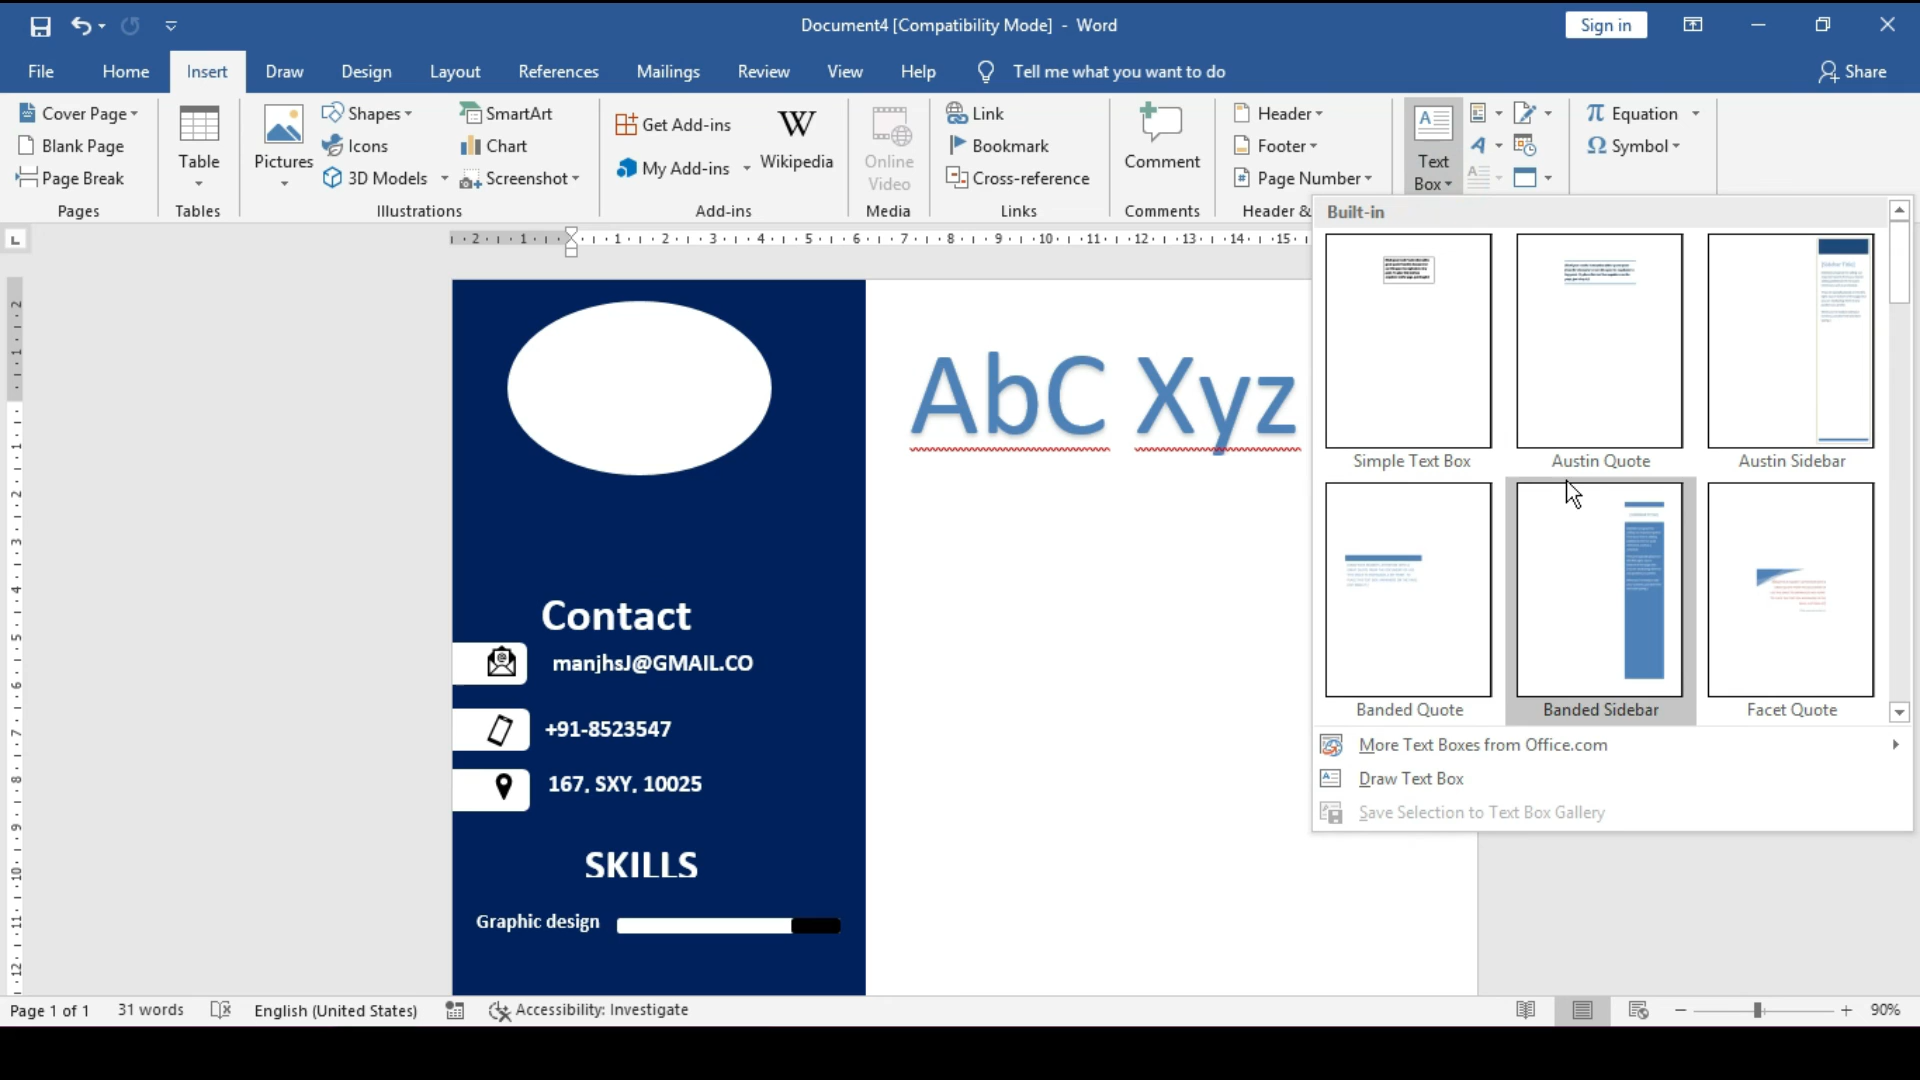 Document4 [Compatibility Mode] - Word
Sign in
File Home Insert Draw Design Layout References Mailings Review View Help Tell me what you want to do Share
Cover Page
Blank Page
Page Break
Pages
Table
Tables
Pictures
Shapes
Icons
3D Models
SmartArt
Chart
Screenshot
Illustrations
Get Add-ins
My Add-ins
Wikipedia
Add-ins
Online
Video
Media
Link
Bookmark
Cross-reference
Links
Comment
Comments
Header
Footer
Page Number
Header &
Text
Box
Equation
Symbol
Built-in
Simple Text Box
Austin Quote
Austin Sidebar
Banded Quote
Banded Sidebar
Facet Quote
More Text Boxes from Office.com
Draw Text Box
Save Selection to Text Box Gallery
AbC Xyz
Contact
manjhsJ@GMAIL.CO
+91-8523547
167, SXY, 10025
SKILLS
Graphic design
Page 1 of 1 31 words English (United States) Accessibility: Investigate 90%